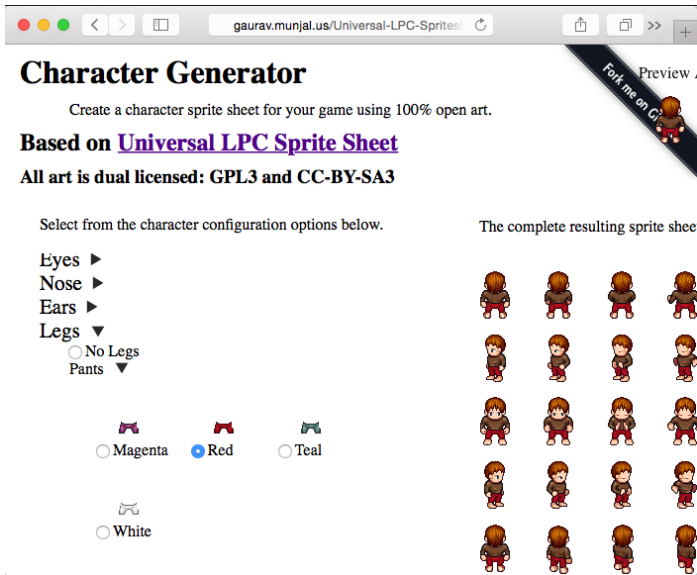 gaurav.munjal.us/Universal-LPC-Sprites
Character Generator
Preview
Fork me on
Create a character sprite sheet for your game using 100% open art.
Based on Universal LPC Sprite Sheet
All art is dual licensed: GPL3 and CC-BY-SA3
Select from the character configuration options below.
The complete resulting sprite shee
Eyes
Nose
Ears
Legs
No Legs
Pants
Magenta Red Teal
White